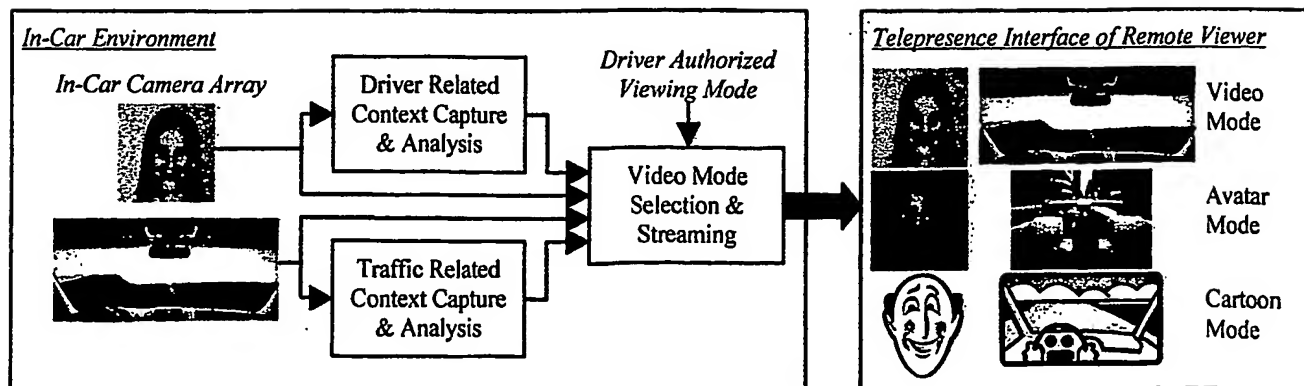 In-Car Environment
In-Car Camera Array
Driver Related
Context Capture
& Analysis
Traffic Related
Context Capture
& Analysis
Driver Authorized
Viewing Mode
Video Mode
Selection &
Streaming
Telepresence Interface of Remote Viewer
Video
Mode
Avatar
Mode
Cartoon
Mode